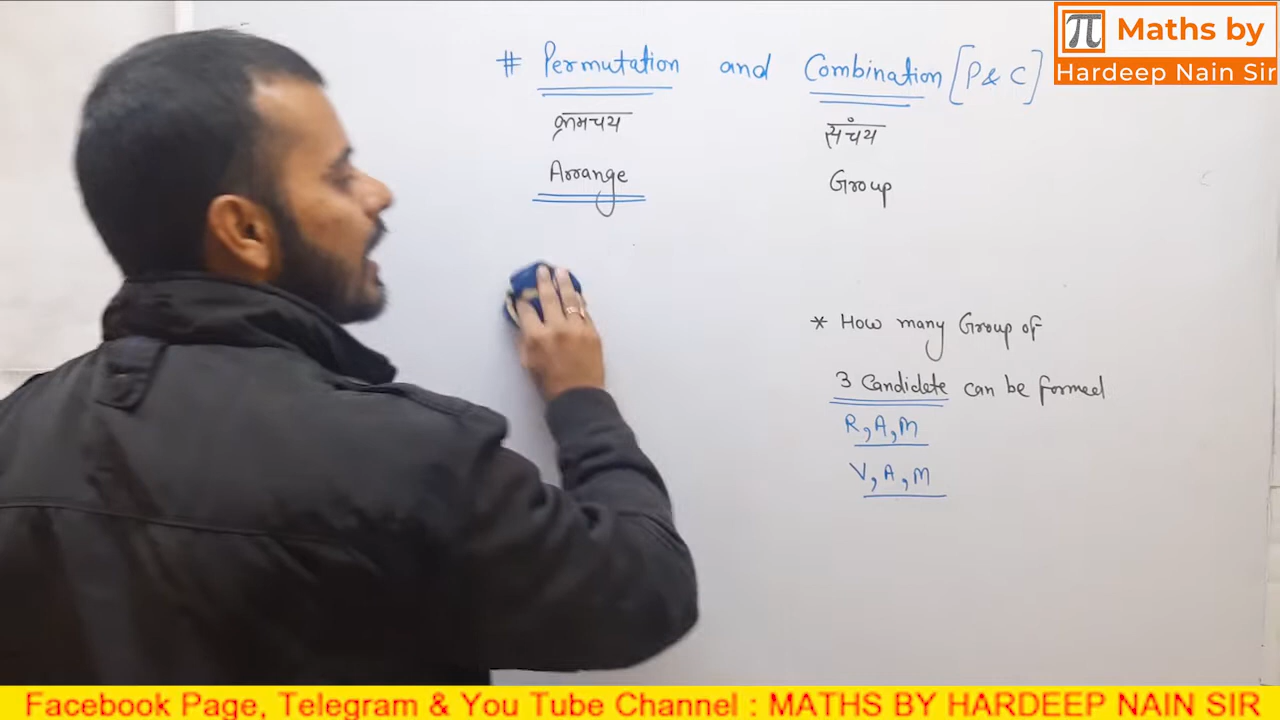 # Permutation and Combination [P & C]
क्रमचय संचय
Arrange Group
* How many Group of
3 Candidate can be formed
R, A, M
V, A, M
π Maths by
Hardeep Nain Sir
Facebook Page, Telegram & You Tube Channel : MATHS BY HARDEEP NAIN SIR